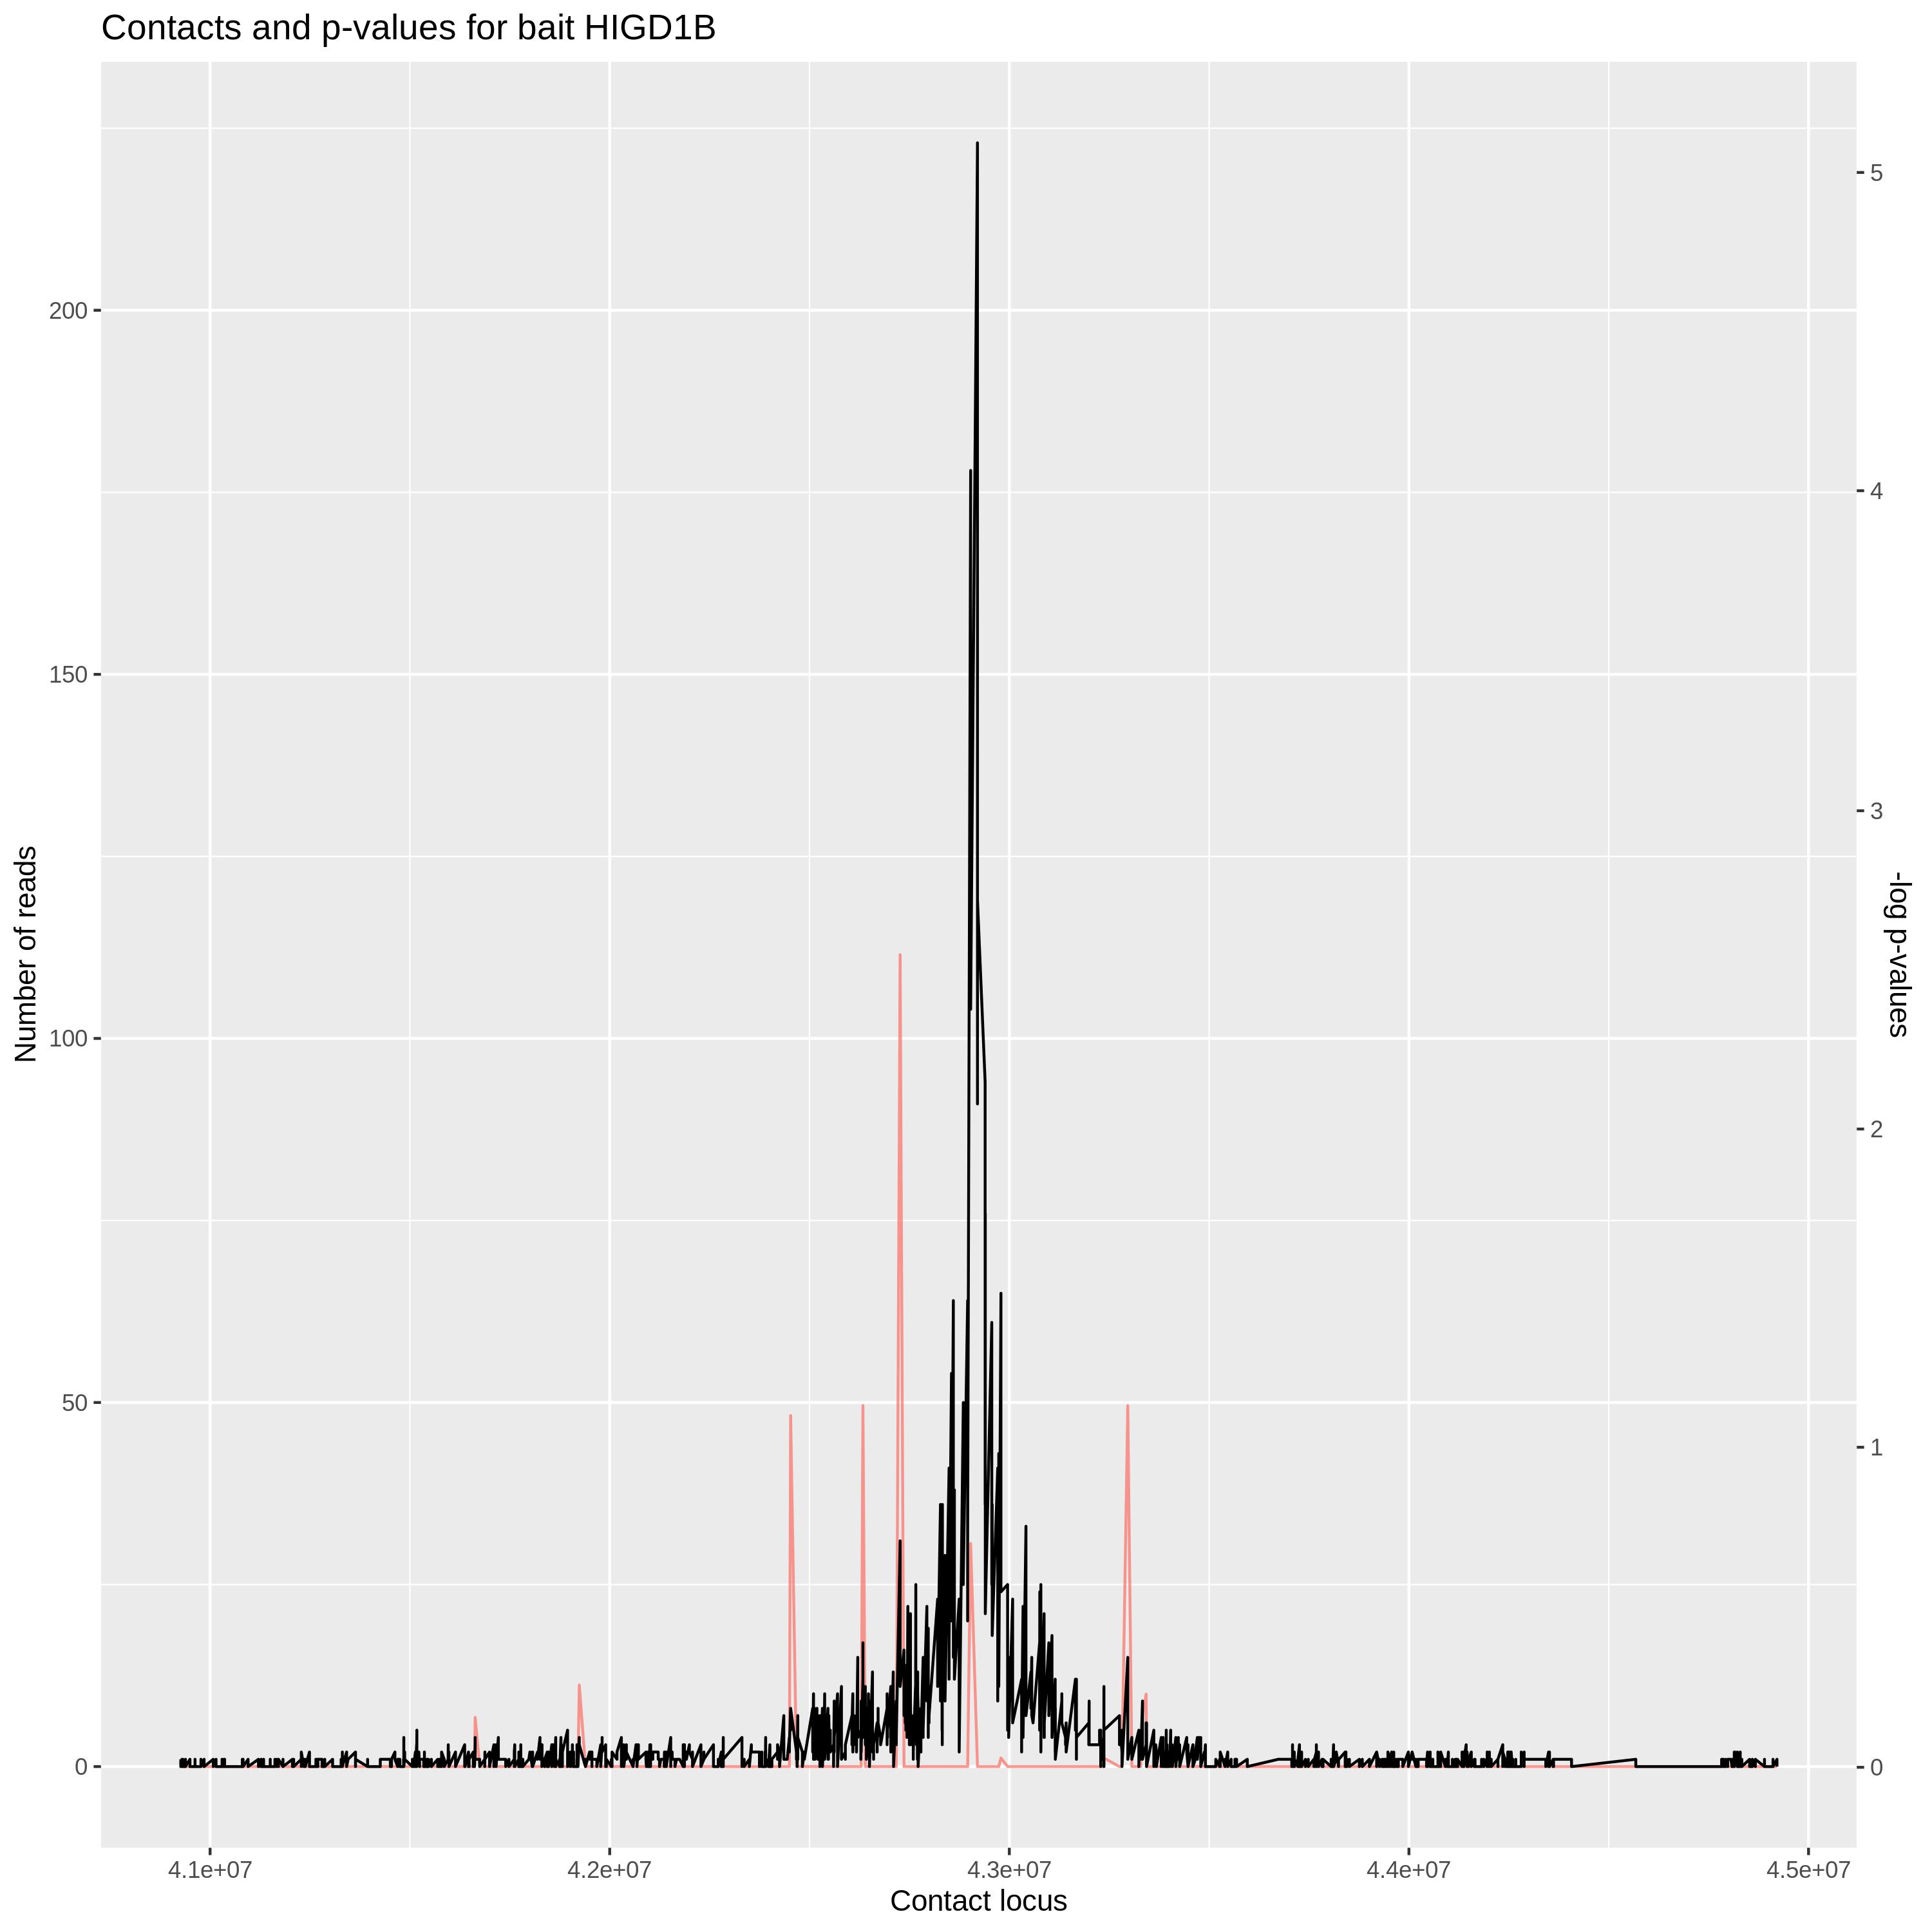 Contacts and p-values for bait HIGD1B
Number of reads
200
150
100
50
0
5
4
3
2
1
0
-log p-values
4.1e+07 4.2e+07 4.3e+07 4.4e+07 4.5e+07
Contact locus